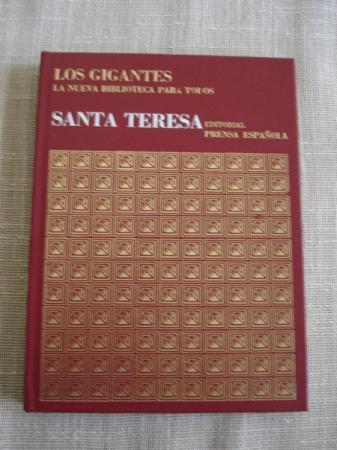 LOS GIGANTES
LA NUEVA BIBLIOTECA PARA TODOS
SANTA TERESA EDITORIAL
PRENSA ESPAÑOLA